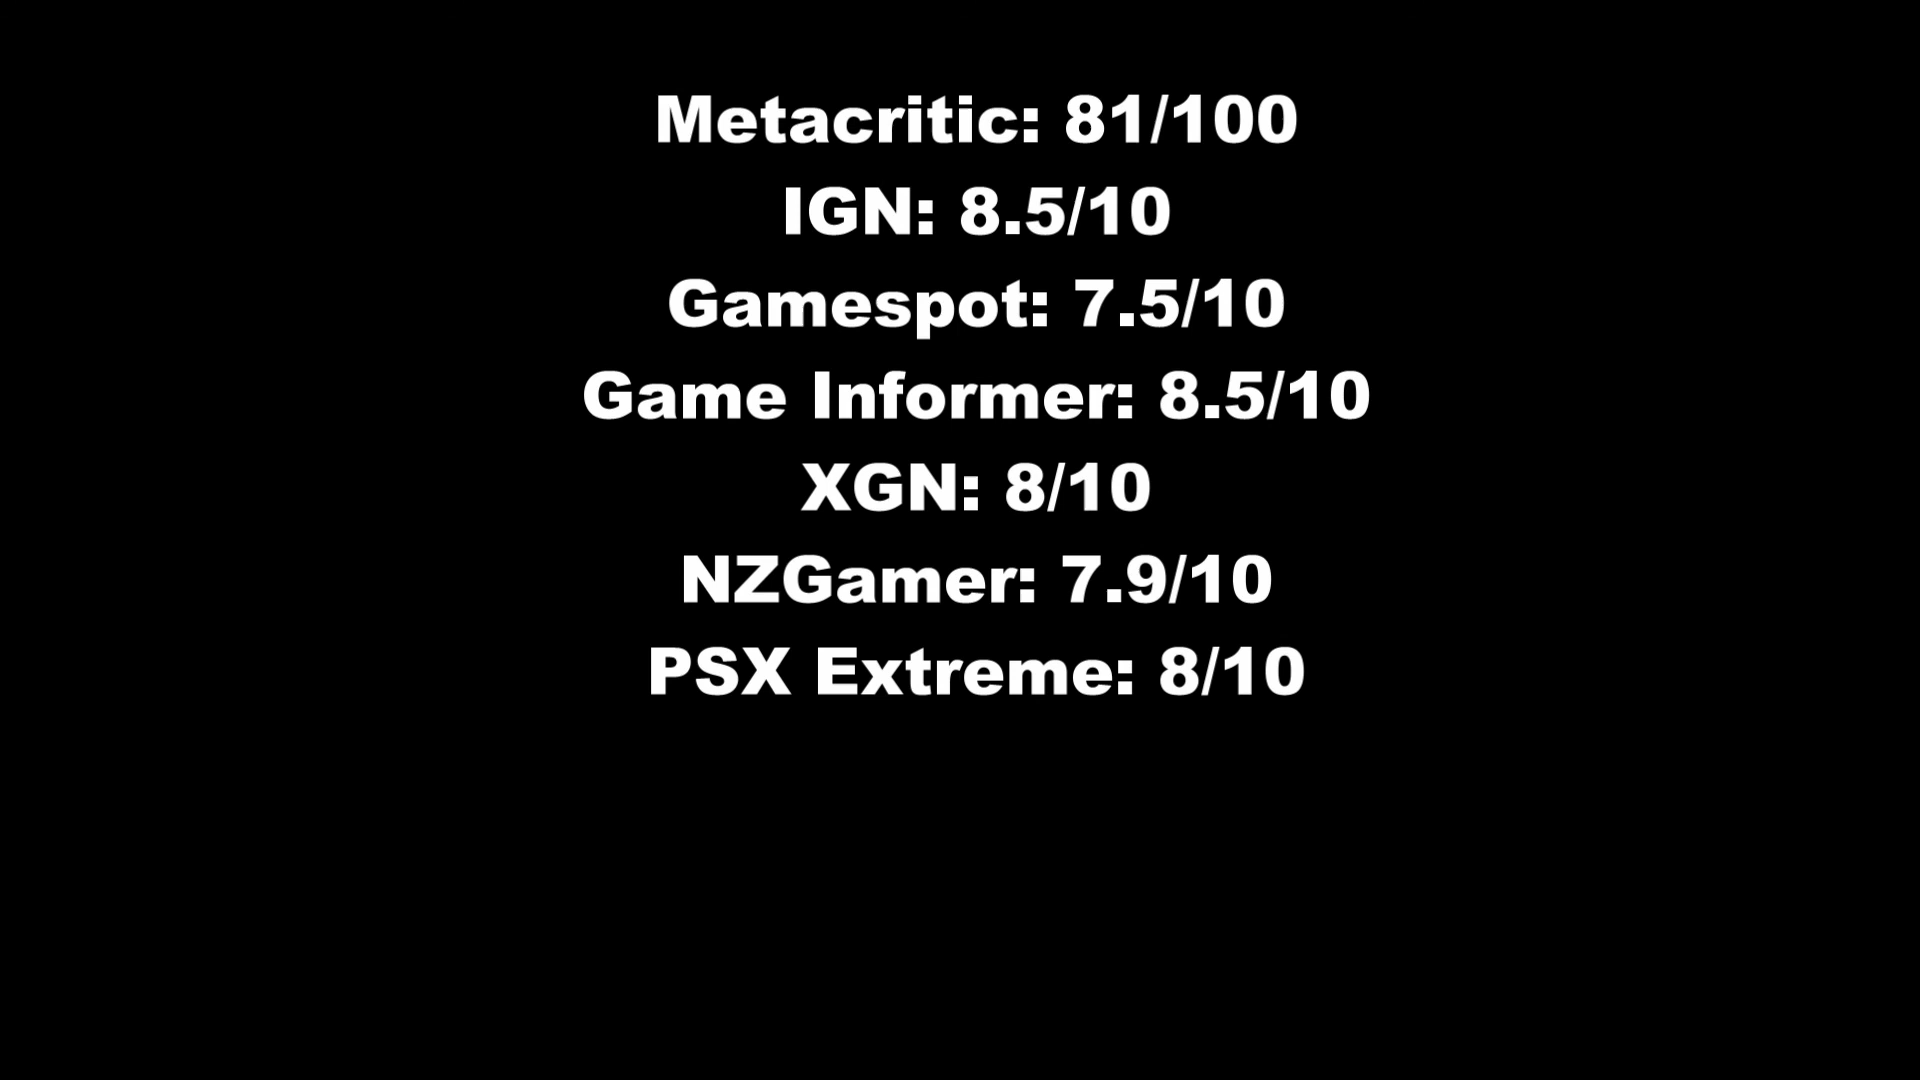 Metacritic: 81/100
IGN: 8.5/10
Gamespot: 7.5/10
Game Informer: 8.5/10
XGN: 8/10
NZGamer: 7.9/10
PSX Extreme: 8/10